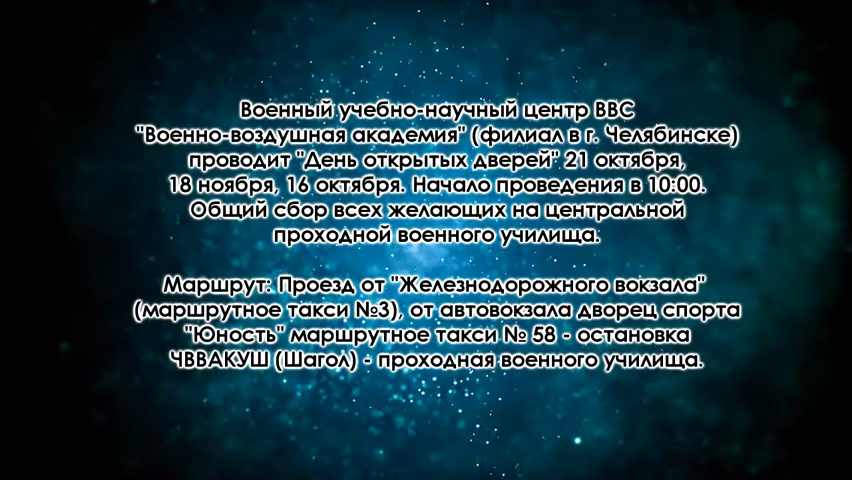 Военный учебно-научный центр ВВС
"Военно-воздушная академия" (филиал в г. Челябинске)
проводит "День открытых дверей" 21 октября,
18 ноября, 16 октября. Начало проведения в 10:00.
Общий сбор всех желающих на центральной
проходной военного училища.
Маршрут: Проезд от "Железнодорожного вокзала"
(маршрутное такси №3), от автовокзала дворец спорта
"Юность" маршрутное такси № 58 - остановка
ЧВВАКУШ (Шагол) - проходная военного училища.